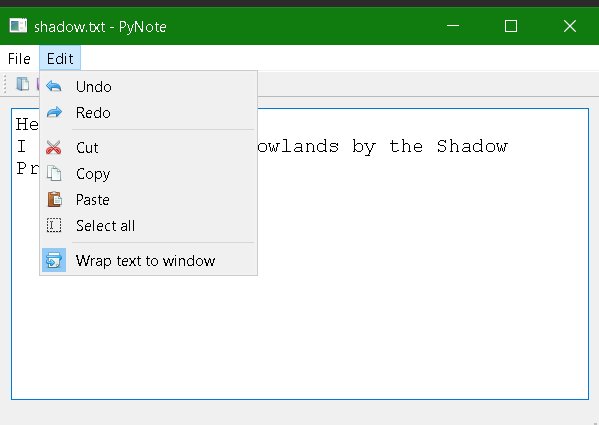 shadow.txt - PyNote
File Edit
Undo
Redo
Cut
Copy
Paste
Select all
Wrap text to window
He
I owlands by the Shadow
Pr